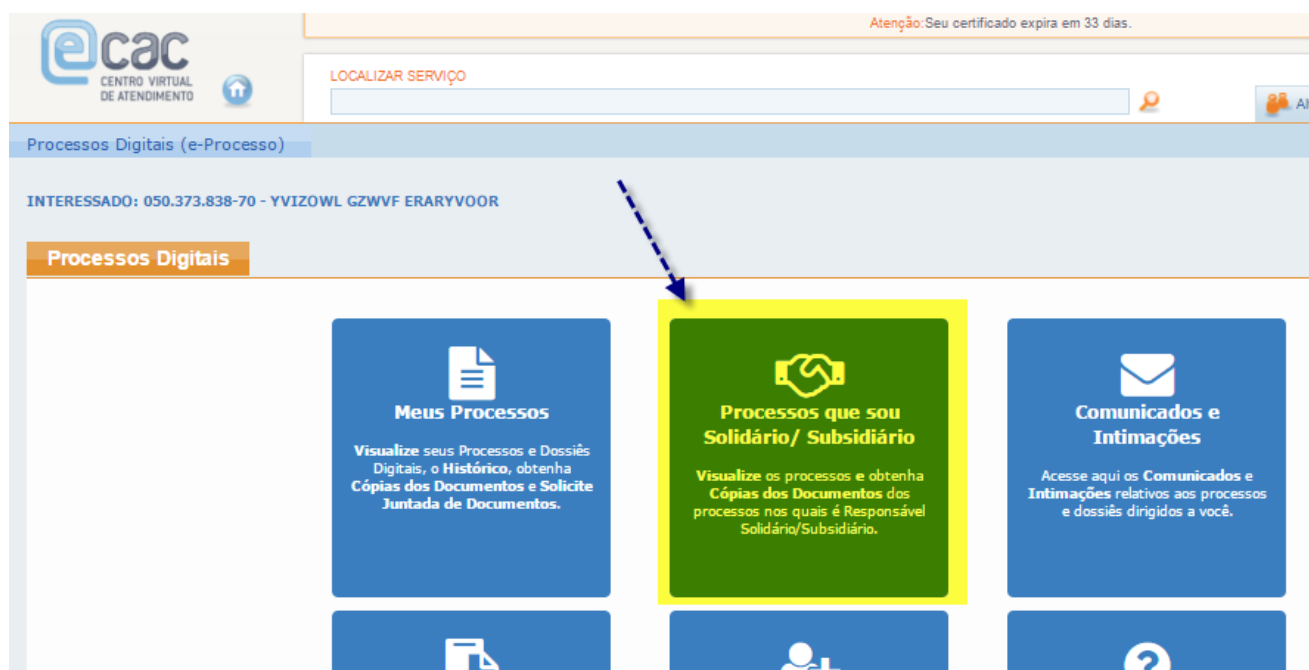 Atenção:Seu certificado expira em 33 dias.
ecac
CENTRO VIRTUAL
DE ATENDIMENTO
LOCALIZAR SERVIÇO
Processos Digitais (e-Processo)
INTERESSADO: 050.373.838-70 - YVIZOWL GZWVF ERARYVOOR
Processos Digitais
Meus Processos
Visualize seus Processos e Dossiês
Digitais, o Histórico, obtenha
Cópias dos Documentos e Solicite
Juntada de Documentos.
Processos que sou
Solidário/ Subsidiário
Visualize os processos e obtenha
Cópias dos Documentos dos
processos nos quais é Responsável
Solidário/Subsidiário.
Comunicados e
Intimações
Acesse aqui os Comunicados e
Intimações relativos aos processos
e dossiês dirigidos a você.